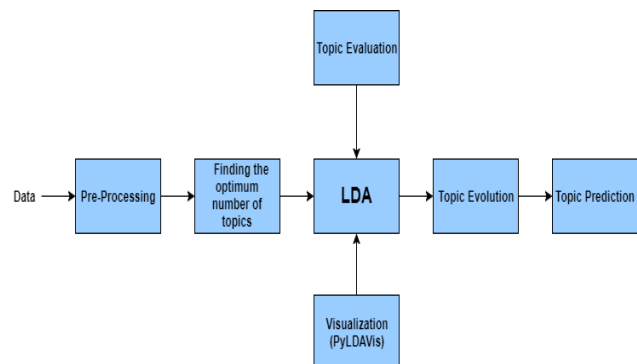 Topic Evaluation
Data
Pre-Processing
Finding the
optimum
number of
topics
LDA
Topic Evolution
Topic Prediction
Visualization
(PyLDAVis)